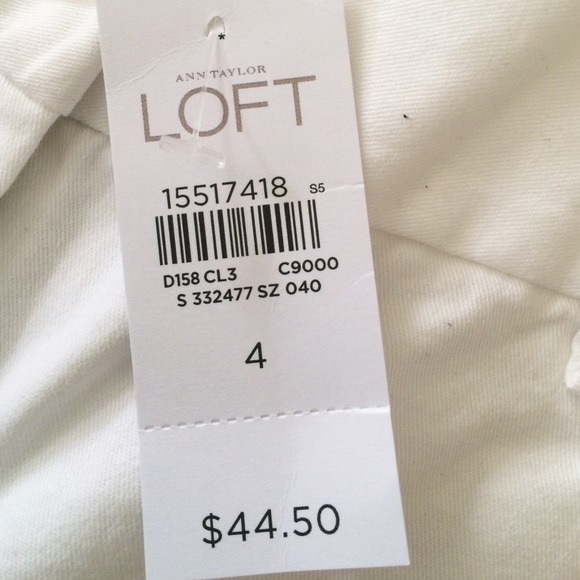 *
ANN TAYLOR
LOFT
15517418 S5
D158 CL3 C9000
S 332477 SZ 040
4
$44.50